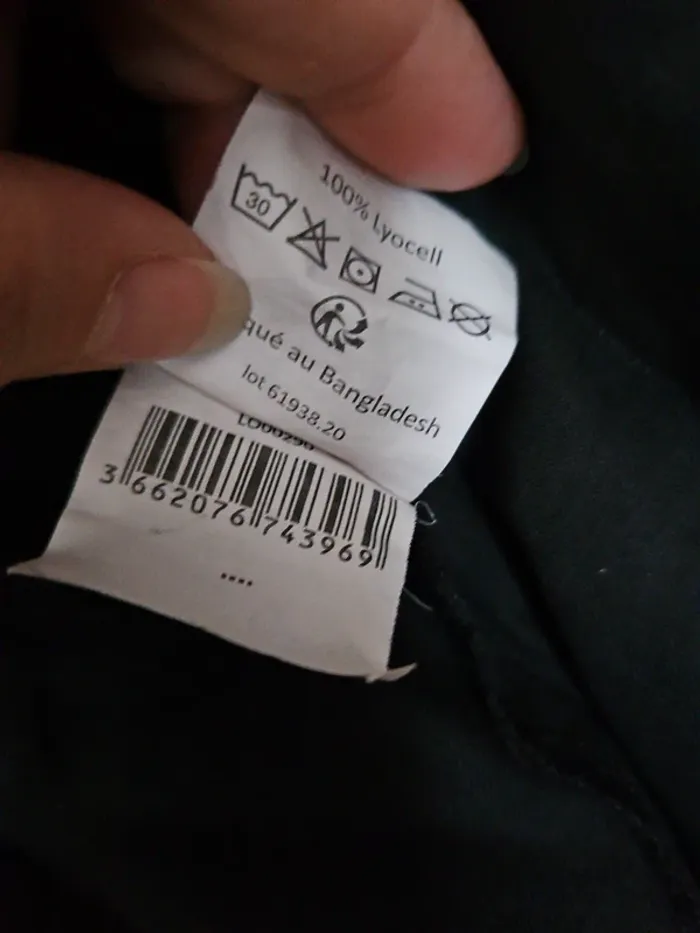 100% Lyocell
30
qué au Bangladesh
lot 61938.20
3 662076 743969
....